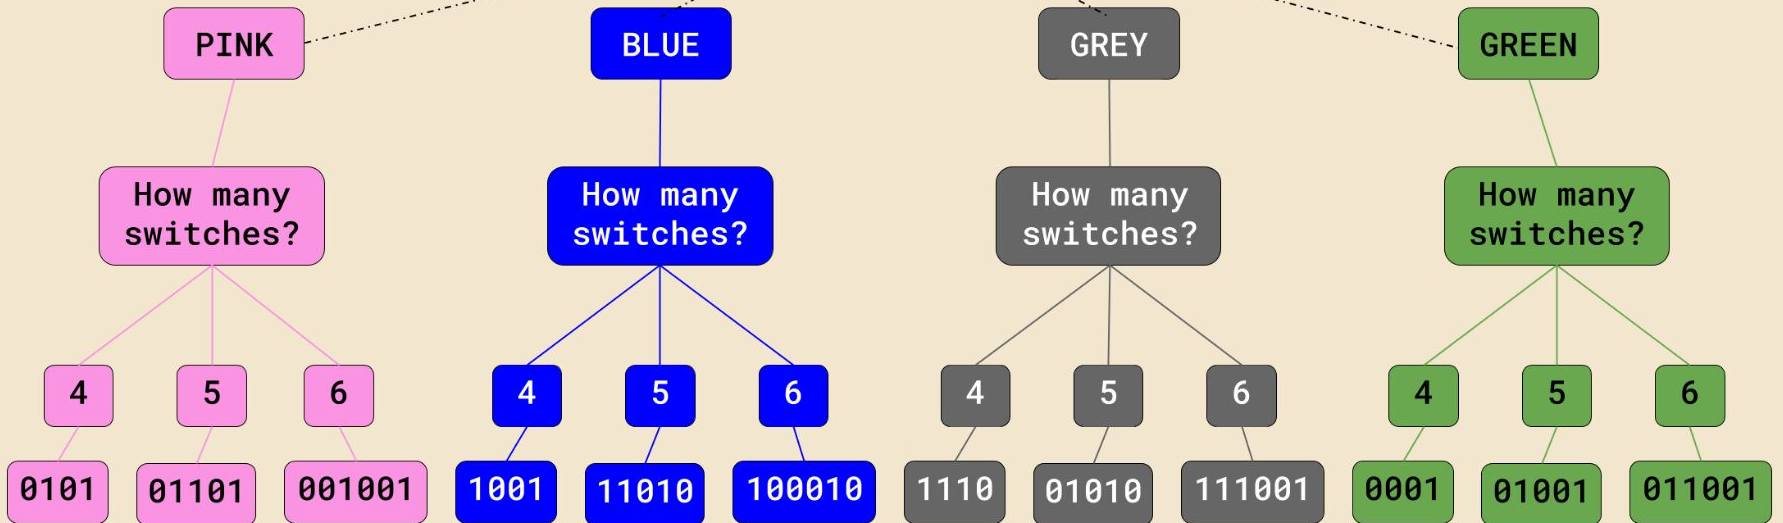 PINK
BLUE
GREY
GREEN
How many
switches?
How many
switches?
How many
switches?
How many
switches?
4
5
6
4
5
6
4
5
6
4
5
6
0101
01101
001001
1001
11010
100010
1110
01010
111001
0001
01001
011001